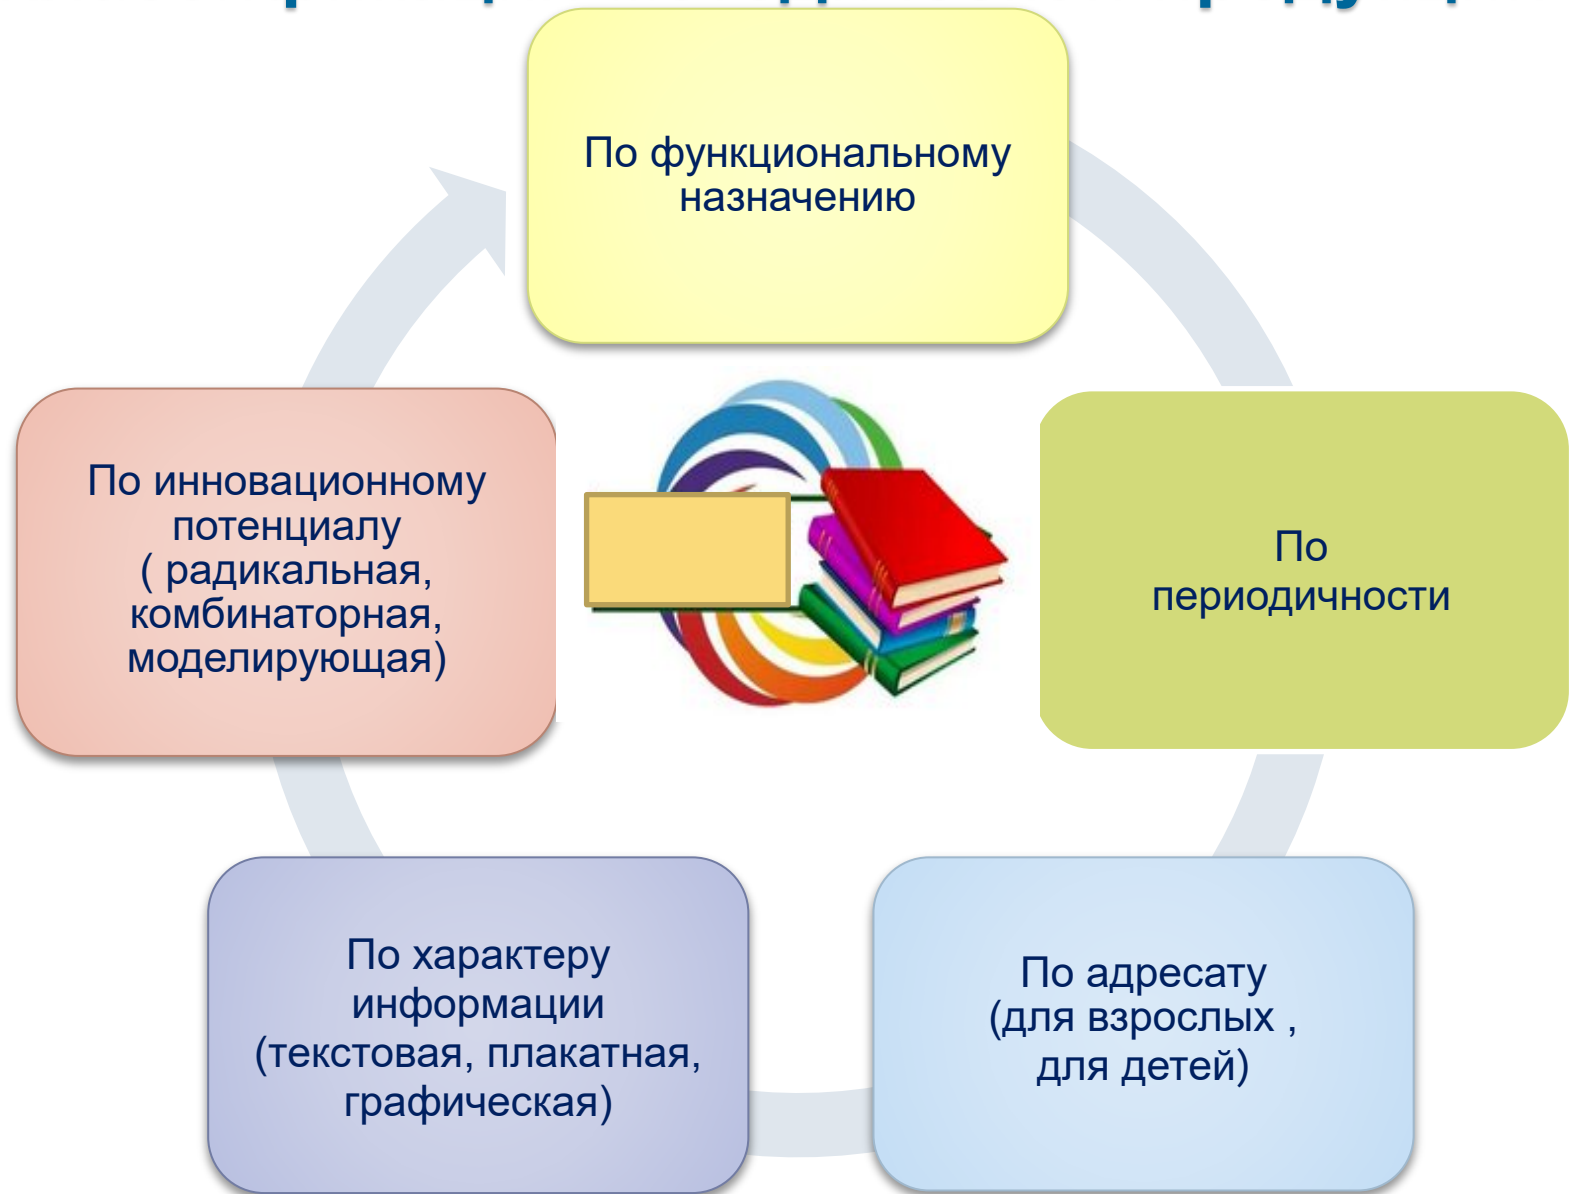 По функциональному
назначению
По
периодичности
По адресату
(для взрослых ,
для детей)
По характеру
информации
(текстовая, плакатная,
графическая)
По инновационному
потенциалу
( радикальная,
комбинаторная,
моделирующая)